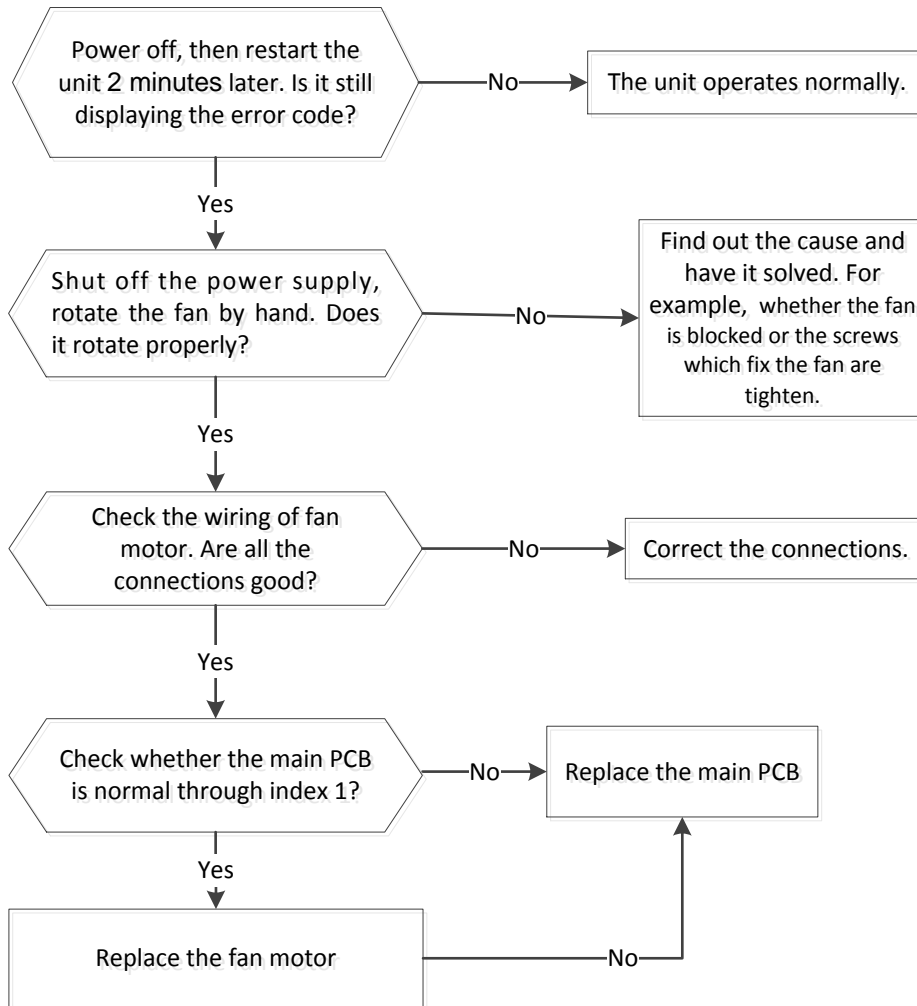 Power off, then restart the
unit 2 minutes later. Is it still
displaying the error code?
No
The unit operates normally.
Yes
Shut off the power supply,
rotate the fan by hand. Does
it rotate properly?
No
Find out the cause and
have it solved. For
example, whether the fan
is blocked or the screws
which fix the fan are
tighten.
Yes
Check the wiring of fan
motor. Are all the
connections good?
No
Correct the connections.
Yes
Check whether the main PCB
is normal through index 1?
No
Replace the main PCB
Yes
Replace the fan motor
No